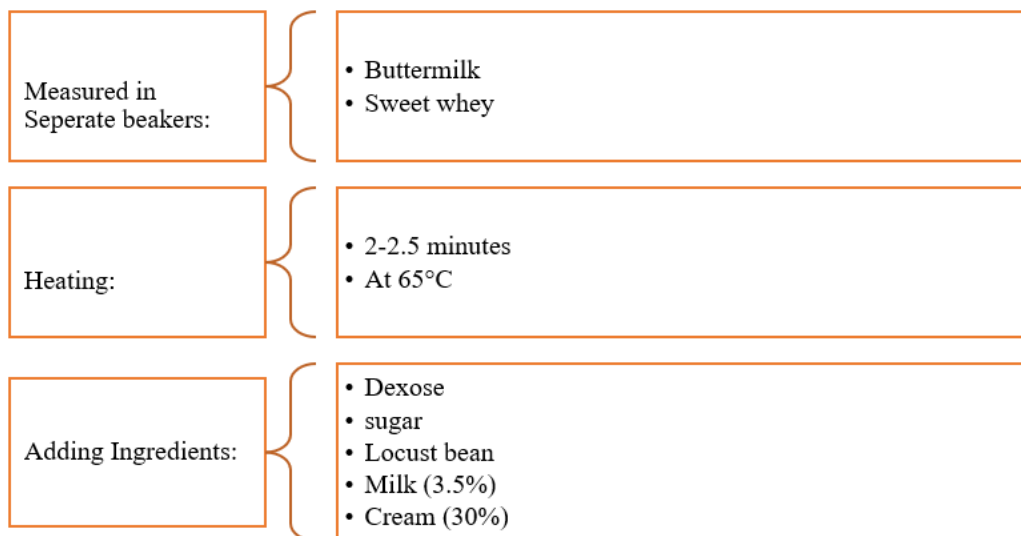 Measured in
Seperate beakers:
• Buttermilk
• Sweet whey
Heating:
• 2-2.5 minutes
• At 65°C
Adding Ingredients:
• Dexose
• sugar
• Locust bean
• Milk (3.5%)
• Cream (30%)